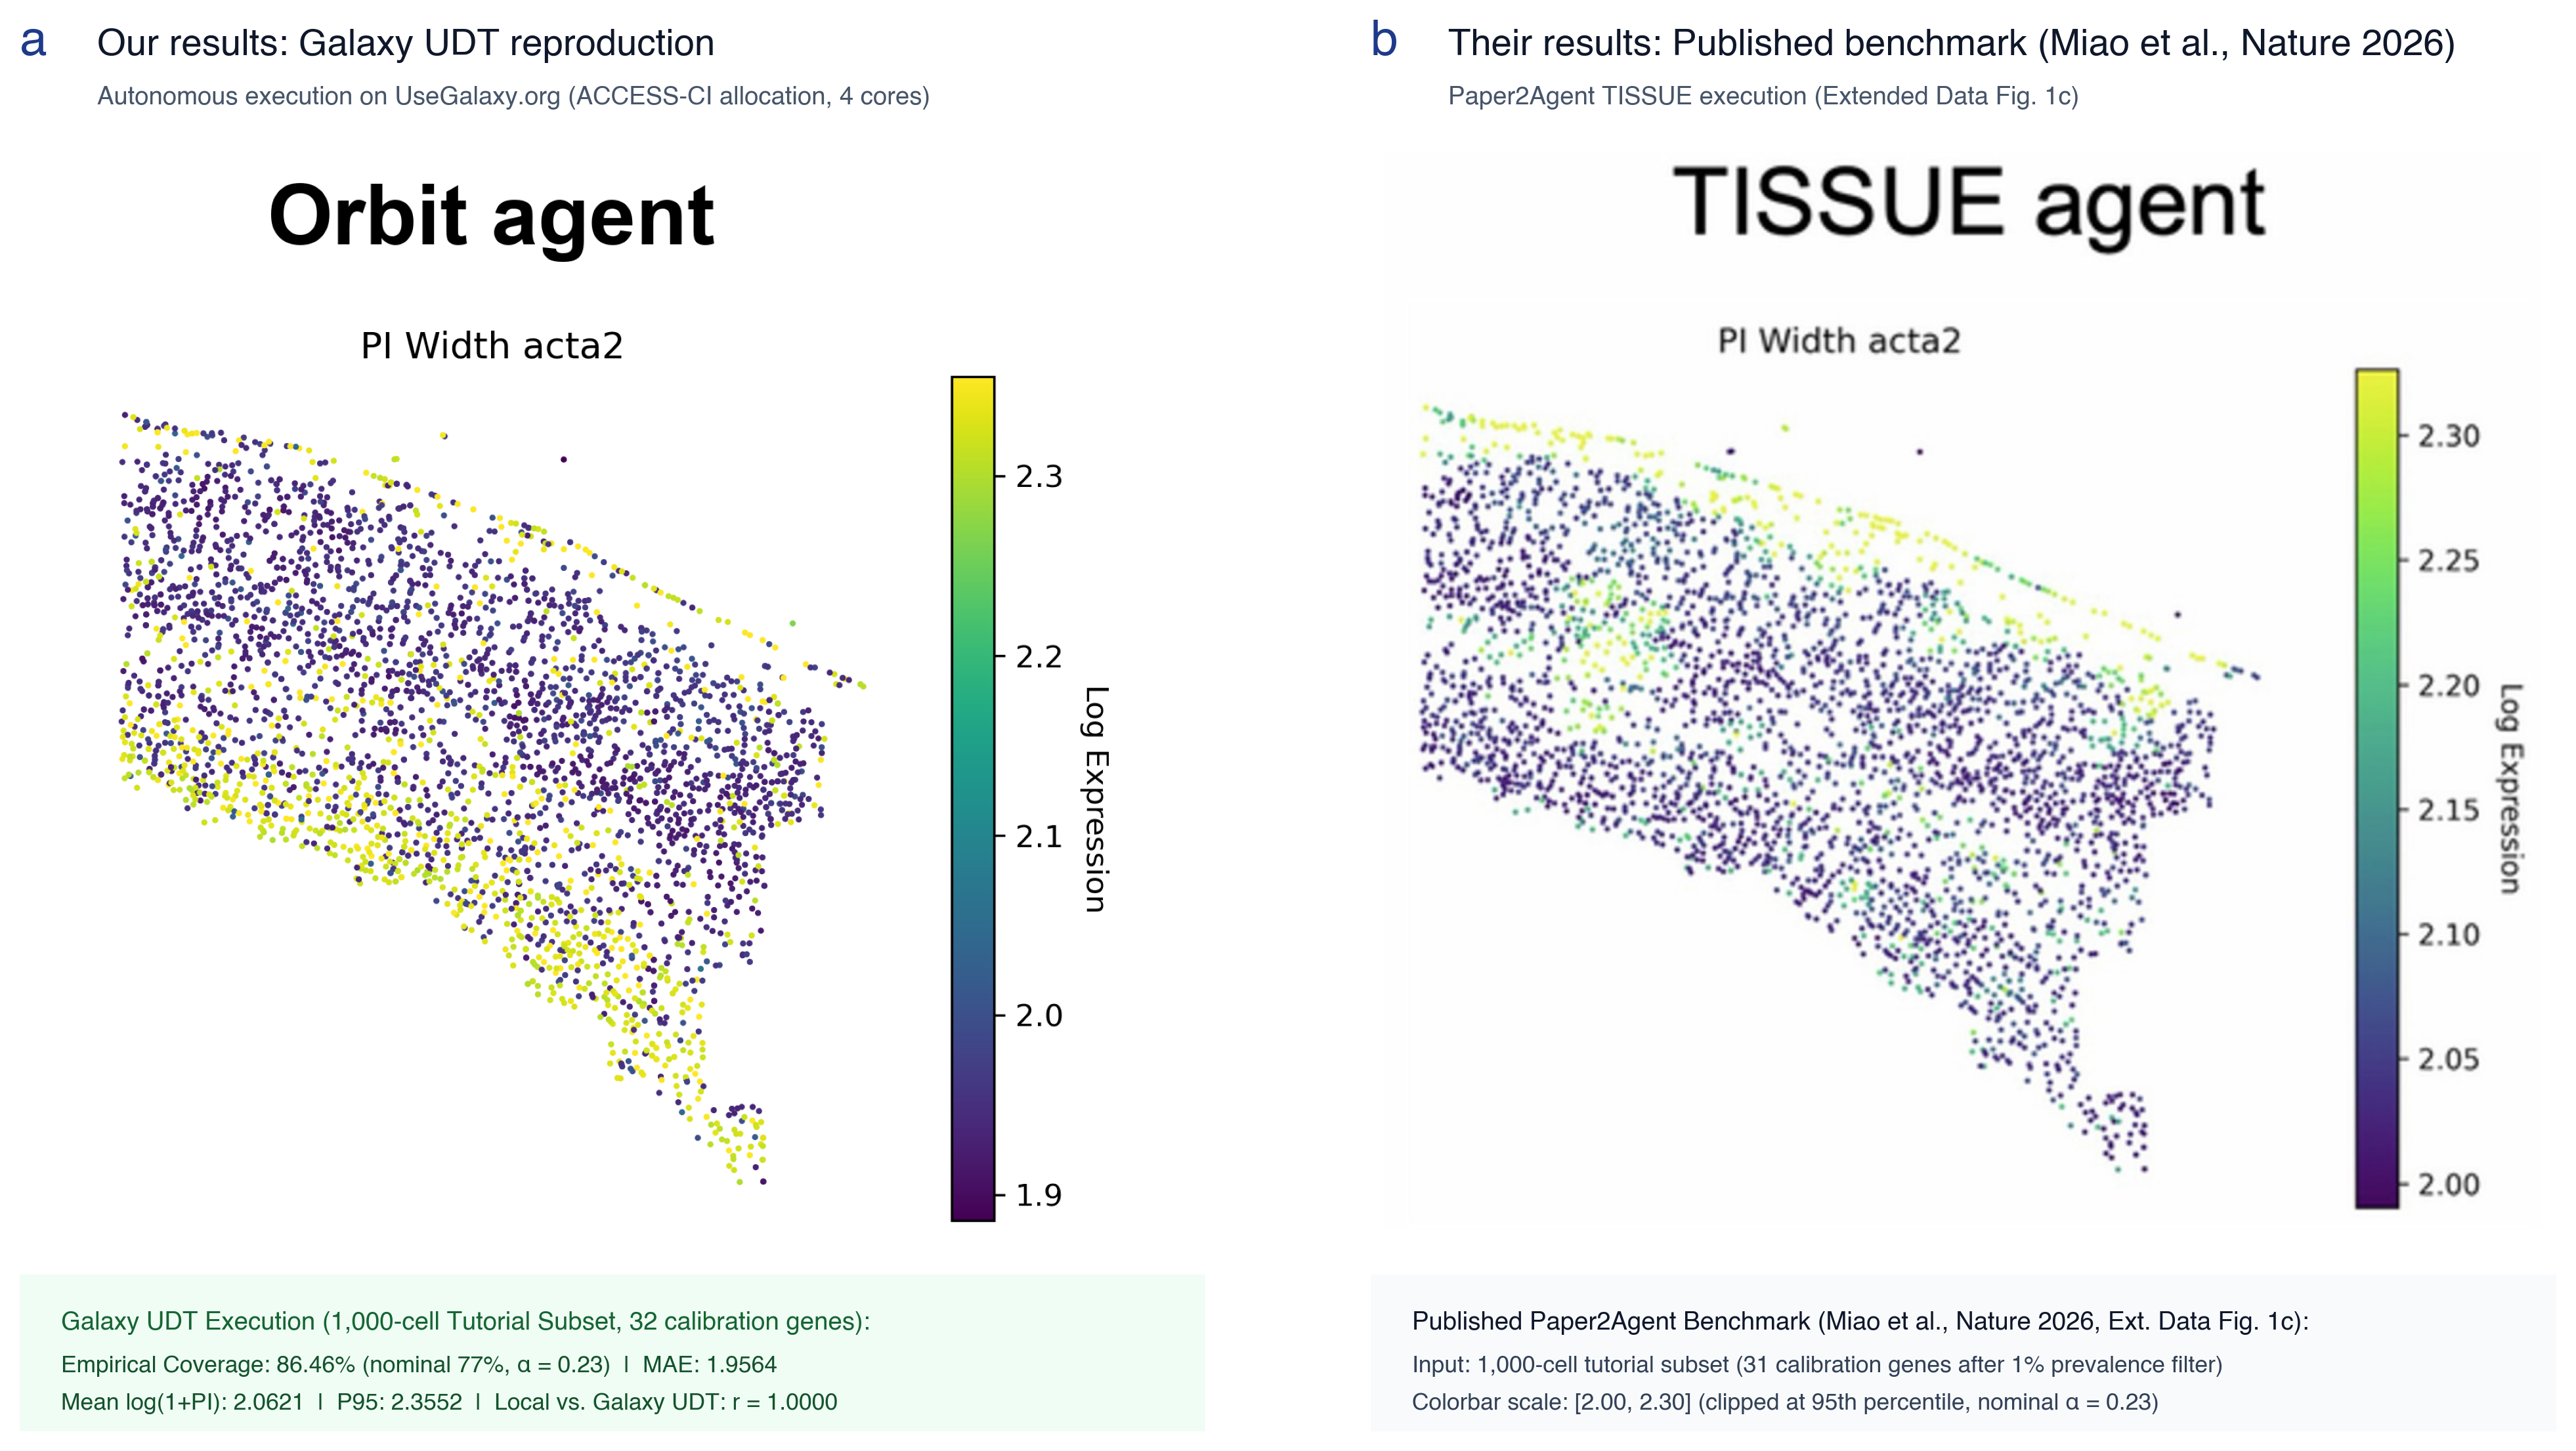 a Our results: Galaxy UDT reproduction
Autonomous execution on UseGalaxy.org (ACCESS-CI allocation, 4 cores)
Orbit agent
PI Width acta2
2.3
2.2
2.1
2.0
1.9
Log Expression
Galaxy UDT Execution (1,000-cell Tutorial Subset, 32 calibration genes):
Empirical Coverage: 86.46% (nominal 77%, α = 0.23) | MAE: 1.9564
Mean log(1+PI): 2.0621 | P95: 2.3552 | Local vs. Galaxy UDT: r = 1.0000
b Their results: Published benchmark (Miao et al., Nature 2026)
Paper2Agent TISSUE execution (Extended Data Fig. 1c)
TISSUE agent
PI Width acta2
2.30
2.25
2.20
2.15
2.10
2.05
2.00
Log Expression
Published Paper2Agent Benchmark (Miao et al., Nature 2026, Ext. Data Fig. 1c):
Input: 1,000-cell tutorial subset (31 calibration genes after 1% prevalence filter)
Colorbar scale: [2.00, 2.30] (clipped at 95th percentile, nominal α = 0.23)